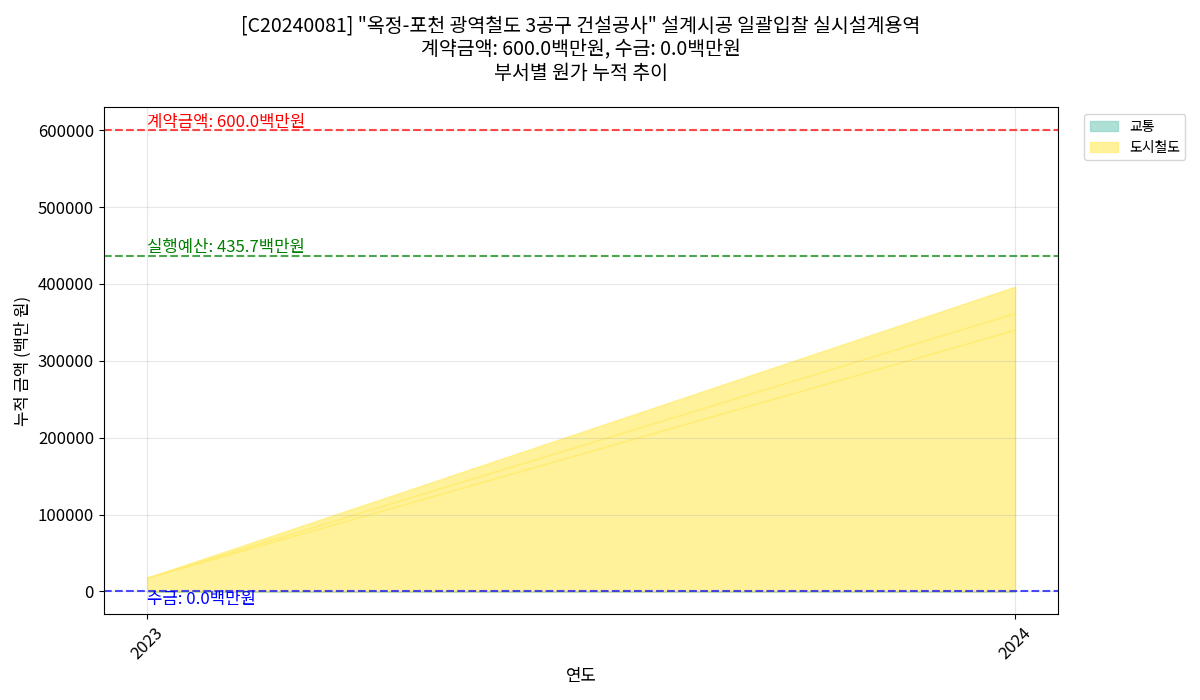 [C20240081] "옥정-포천 광역철도 3공구 건설공사" 설계시공 일괄입찰 실시설계용역
계약금액: 600.0백만원, 수금: 0.0백만원
부서별 원가 누적 추이
계약금액: 600.0백만원
실행예산: 435.7백만원
수금: 0.0백만원
교통
도시철도
누적 금액 (백만 원)
600000
500000
400000
300000
200000
100000
0
2023
2024
연도